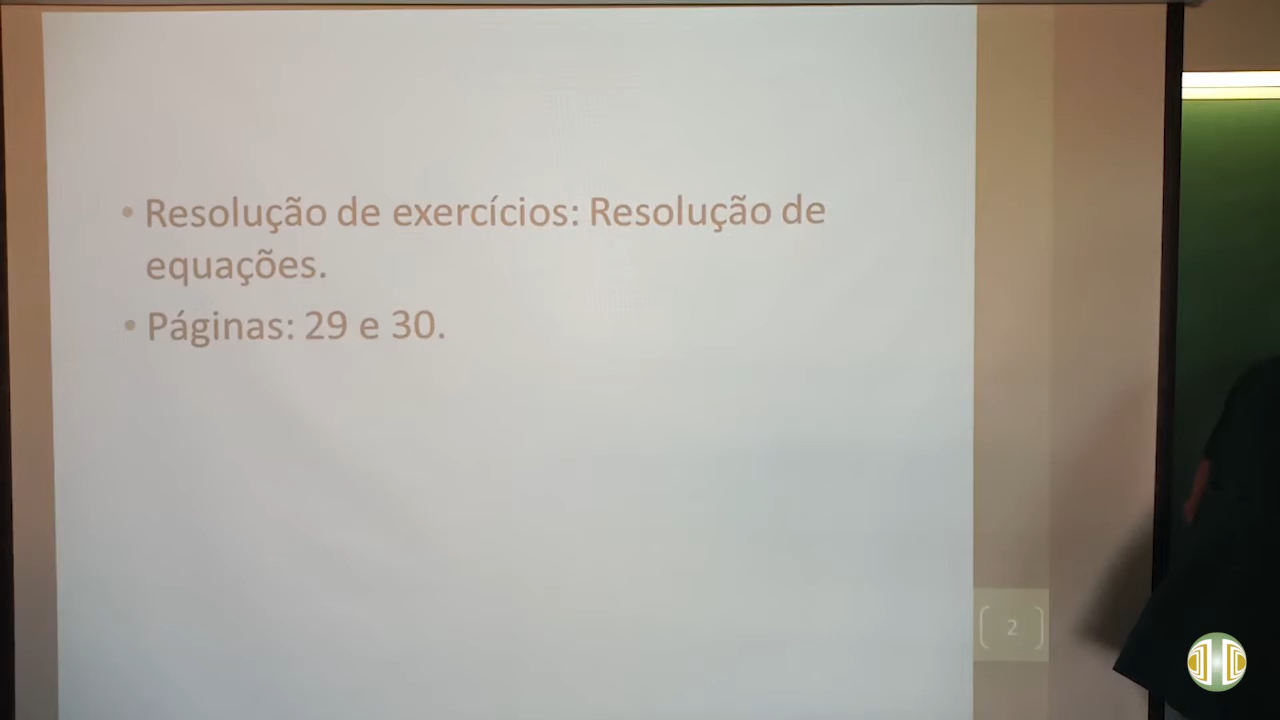 • Resolução de exercícios: Resolução de
equações.
• Páginas: 29 e 30.
2